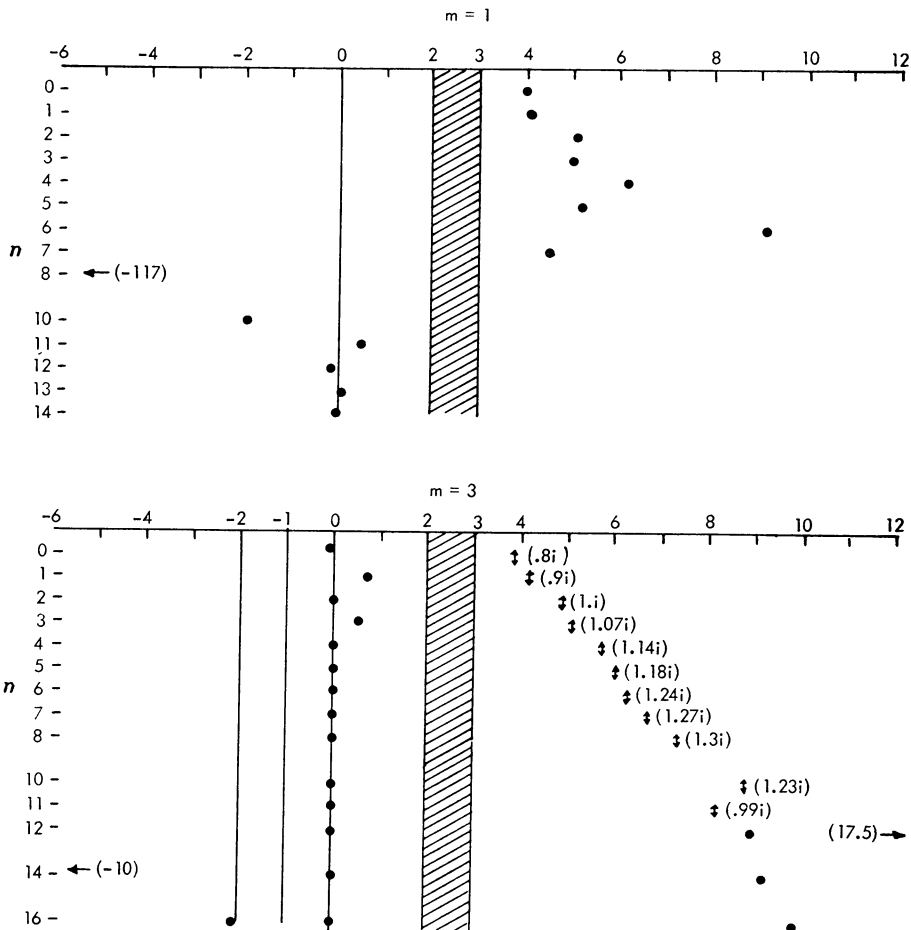 m = 1
-6 -4 -2 0 2 3 4 6 8 10 12
0 -
1 -
2 -
3 -
4 -
5 -
6 -
n 7 -
8 - (-117)
10 -
11 -
12 -
13 -
14 -
m = 3
-6 -4 -2 -1 0 2 3 4 6 8 10 12
0 - (.8i )
1 - (.9i)
2 - (1.i)
3 - (1.07i)
4 - (1.14i)
5 - (1.18i)
n 6 - (1.24i)
7 - (1.27i)
8 - (1.3i)
10 - (1.23i)
11 - (.99i)
12 - (17.5)
14 - (-10)
16 -